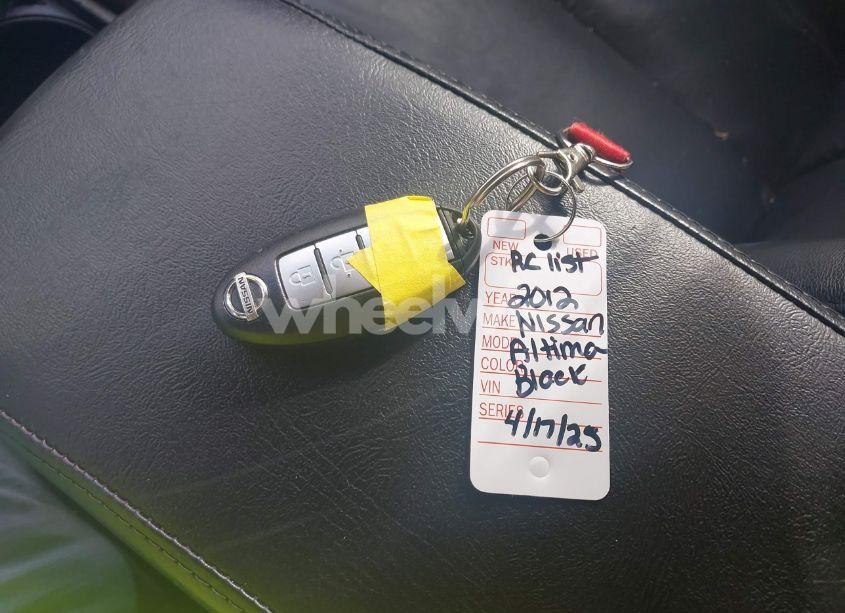 NEW USED
STK
RC list
YEAR 2012
MAKE Nissan
MODEL Altima
COLOR Black
VIN
SERIES
4/17/25
NISSAN
wheel